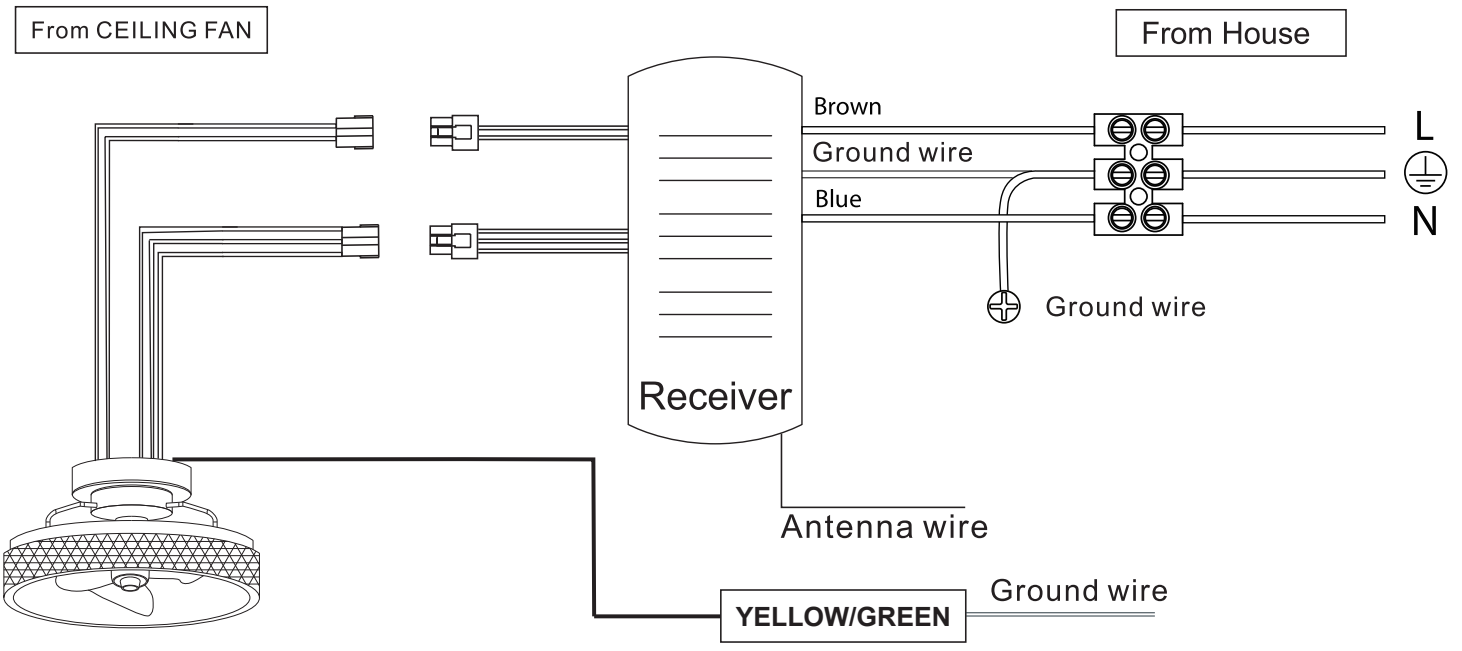 From CEILING FAN
From House
Brown
L
Ground wire
Blue
N
Ground wire
Receiver
Antenna wire
Ground wire
YELLOW/GREEN